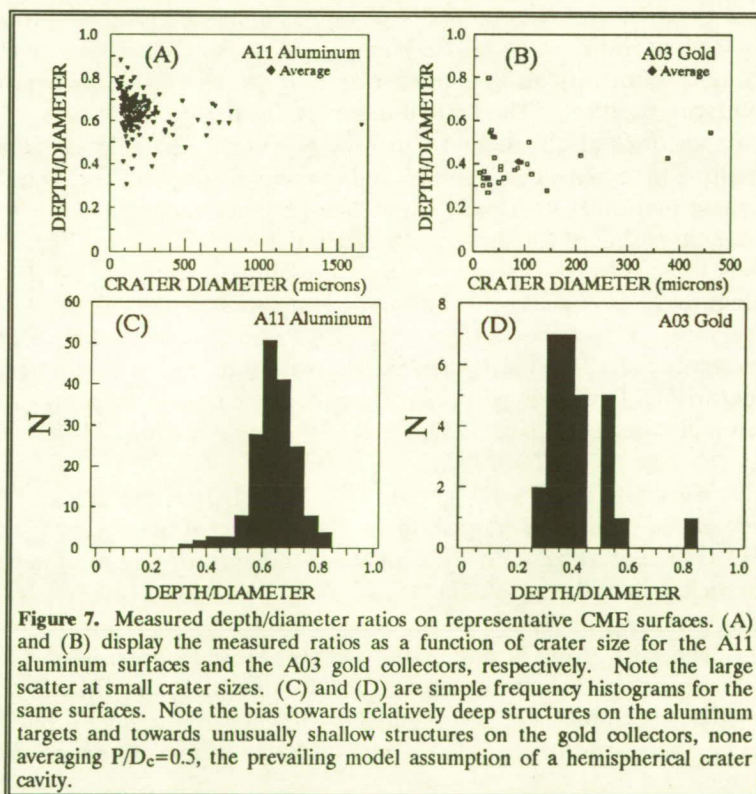 (A)
A11 Aluminum
◆ Average
DEPTH/DIAMETER
1.0
0.8
0.6
0.4
0.2
0
0
500
1000
1500
CRATER DIAMETER (microns)
(B)
A03 Gold
◆ Average
DEPTH/DIAMETER
1.0
0.8
0.6
0.4
0.2
0
0
100
200
300
400
500
CRATER DIAMETER (microns)
(C)
A11 Aluminum
N
60
50
40
30
20
10
0
0
0.2
0.4
0.6
0.8
1.0
DEPTH/DIAMETER
(D)
A03 Gold
N
8
6
4
2
0
0
0.2
0.4
0.6
0.8
1.0
DEPTH/DIAMETER
Figure 7. Measured depth/diameter ratios on representative CME surfaces. (A)
and (B) display the measured ratios as a function of crater size for the A11
aluminum surfaces and the A03 gold collectors, respectively. Note the large
scatter at small crater sizes. (C) and (D) are simple frequency histograms for the
same surfaces. Note the bias towards relatively deep structures on the aluminum
targets and towards unusually shallow structures on the gold collectors, none
averaging P/Dc=0.5, the prevailing model assumption of a hemispherical crater
cavity.